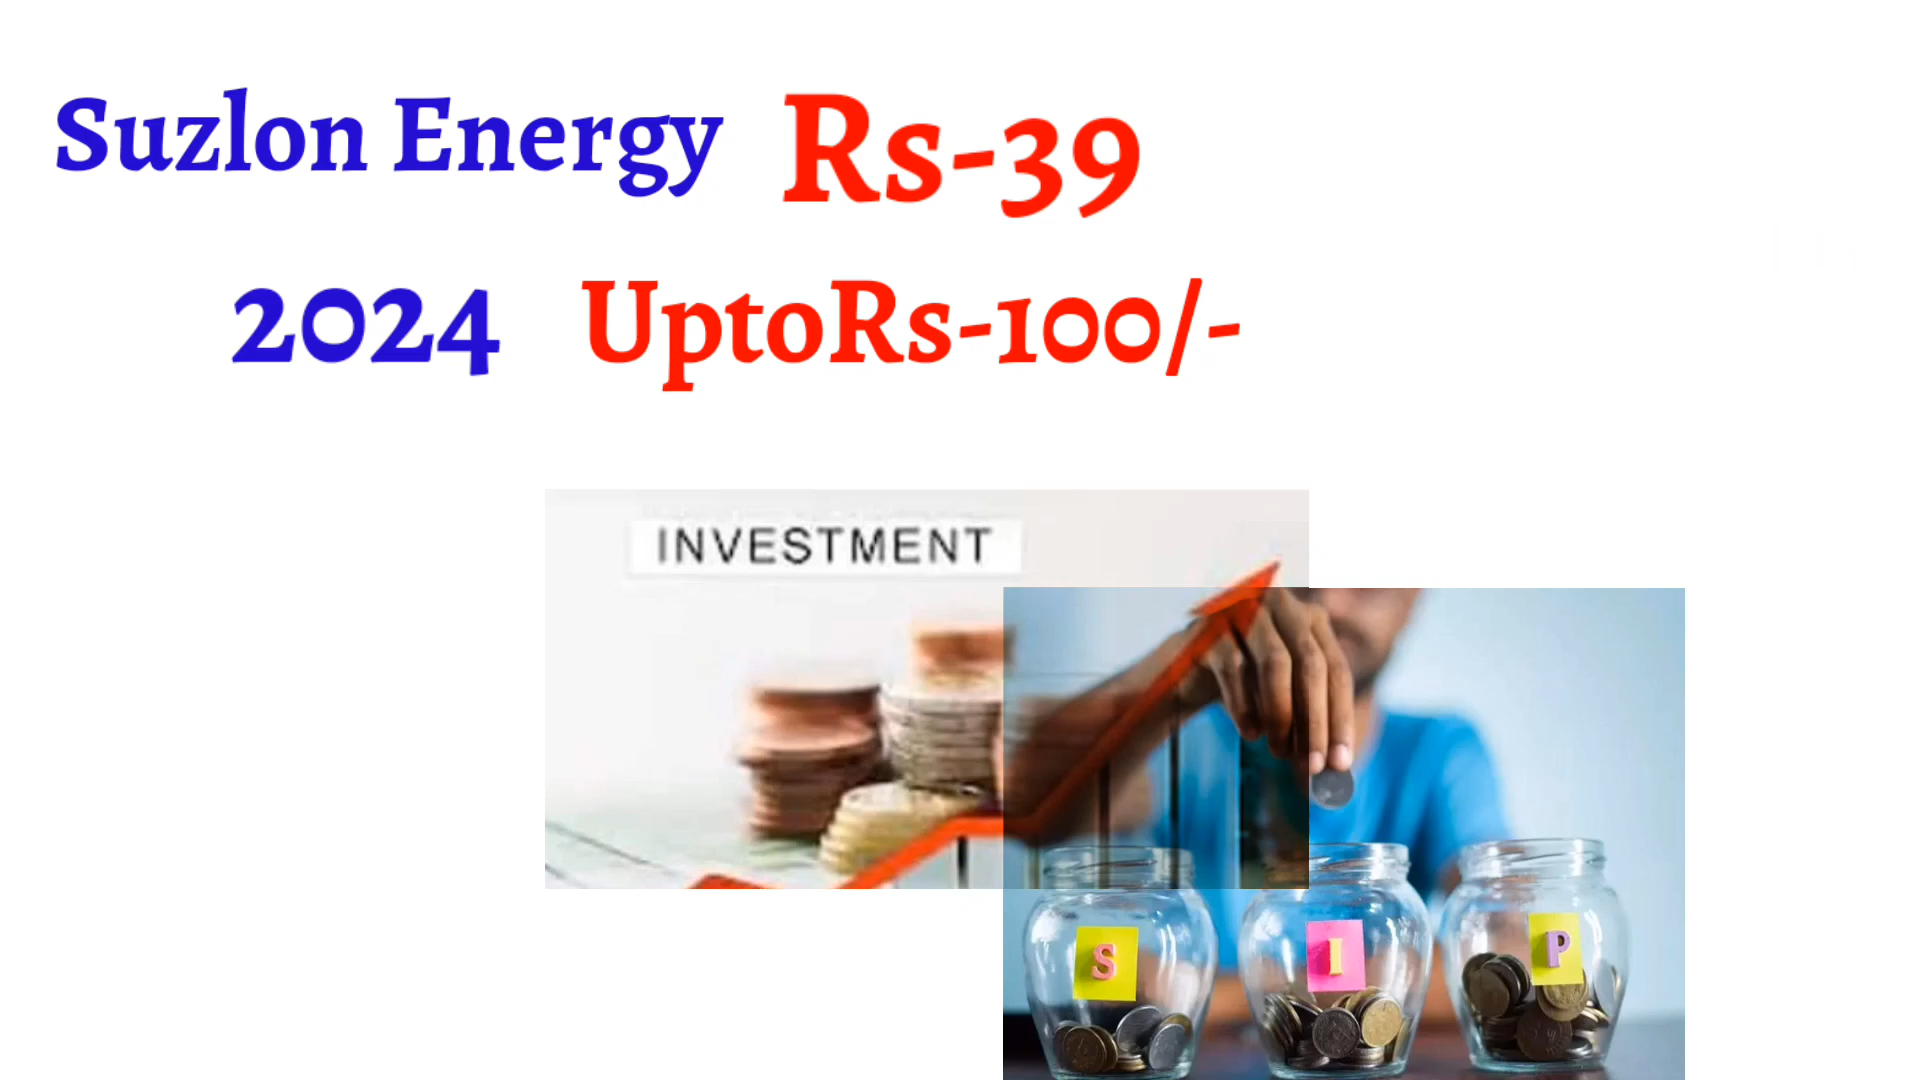 Suzlon Energy Rs-39
2024 UptoRs-100/-
INVESTMENT
S I P